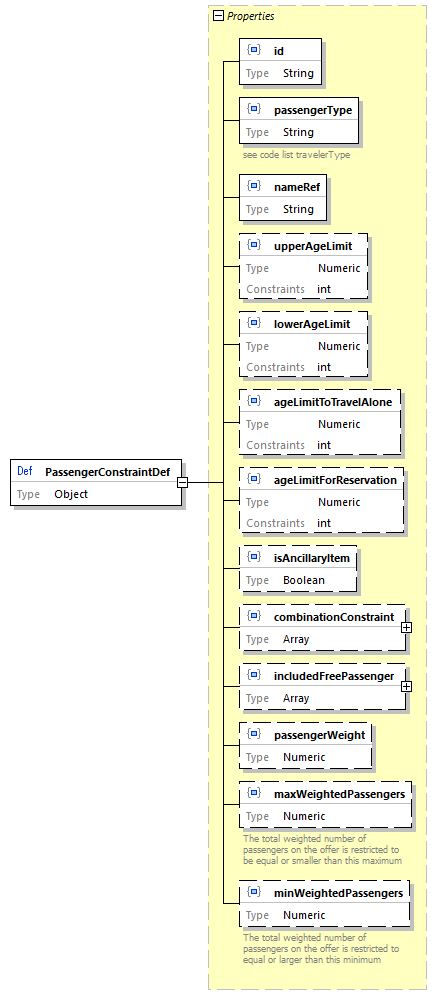 Properties
id
Type String
passengerType
Type String
see code list travelerType
nameRef
Type String
upperAgeLimit
Type Numeric
Constraints int
lowerAgeLimit
Type Numeric
Constraints int
ageLimitToTravelAlone
Type Numeric
Constraints int
Def PassengerConstraintDef
Type Object
ageLimitForReservation
Type Numeric
Constraints int
isAncillaryItem
Type Boolean
combinationConstraint
Type Array
includedFreePassenger
Type Array
passengerWeight
Type Numeric
maxWeightedPassengers
Type Numeric
The total weighted number of
passengers on the offer is restricted to
be equal or smaller than this maximum
minWeightedPassengers
Type Numeric
The total weighted number of
passengers on the offer is restricted to
equal or larger than this minimum